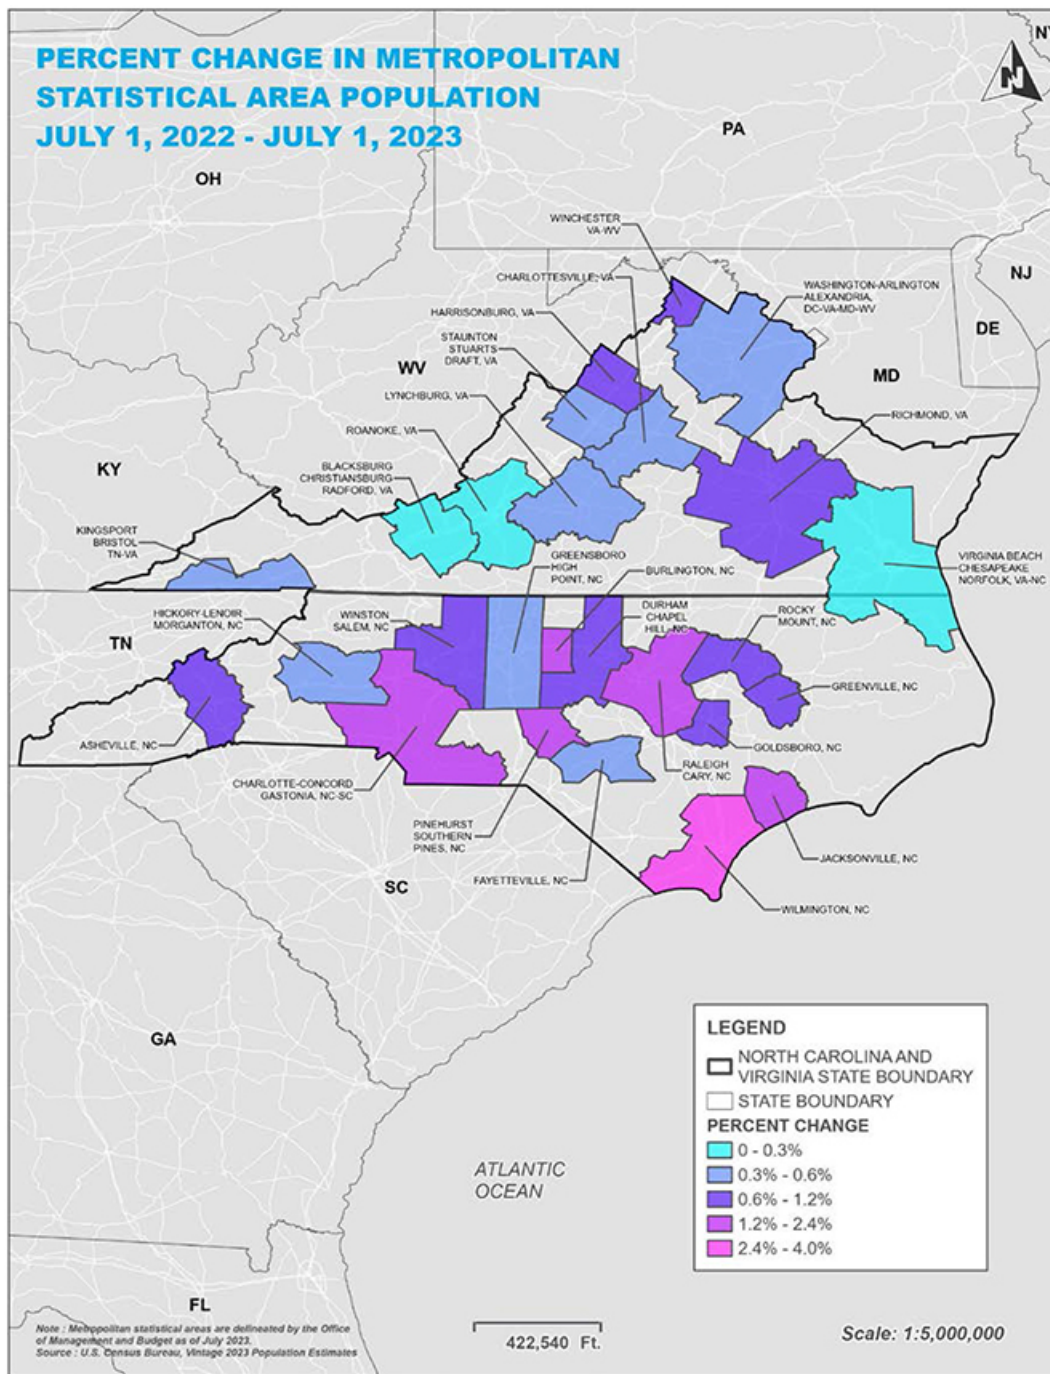 PERCENT CHANGE IN METROPOLITAN
STATISTICAL AREA POPULATION
JULY 1, 2022 - JULY 1, 2023
NY
N
PA
OH
WINCHESTER
VA-WV
NJ
CHARLOTTESVILLE, VA
WASHINGTON-ARLINGTON
ALEXANDRIA,
DC-VA-MD-WV
HARRISONBURG, VA
DE
STAUNTON
STUARTS
DRAFT, VA
WV
MD
LYNCHBURG, VA
RICHMOND, VA
ROANOKE, VA
KY
BLACKSBURG
CHRISTIANSBURG
RADFORD, VA
KINGSPORT
BRISTOL
TN-VA
GREENSBORO
HIGH
POINT, NC
BURLINGTON, NC
VIRGINIA BEACH
CHESAPEAKE
NORFOLK, VA-NC
TN
HICKORY-LENOIR
MORGANTON, NC
WINSTON
SALEM, NC
DURHAM
CHAPEL
HILL-NC
ROCKY
MOUNT, NC
GREENVILLE, NC
ASHEVILLE, NC
GOLDSBORO, NC
RALEIGH
CARY, NC
CHARLOTTE-CONCORD
GASTONIA, NC-SC
PINEHURST
SOUTHERN
PINES, NC
JACKSONVILLE, NC
FAYETTEVILLE, NC
SC
WILMINGTON, NC
GA
LEGEND
NORTH CAROLINA AND
VIRGINIA STATE BOUNDARY
STATE BOUNDARY
PERCENT CHANGE
0 - 0.3%
0.3% - 0.6%
0.6% - 1.2%
1.2% - 2.4%
2.4% - 4.0%
ATLANTIC
OCEAN
FL
Note : Metropolitan statistical areas are delineated by the Office
of Management and Budget as of July 2023.
Source : U.S. Census Bureau, Vintage 2023 Population Estimates
422,540 Ft.
Scale: 1:5,000,000